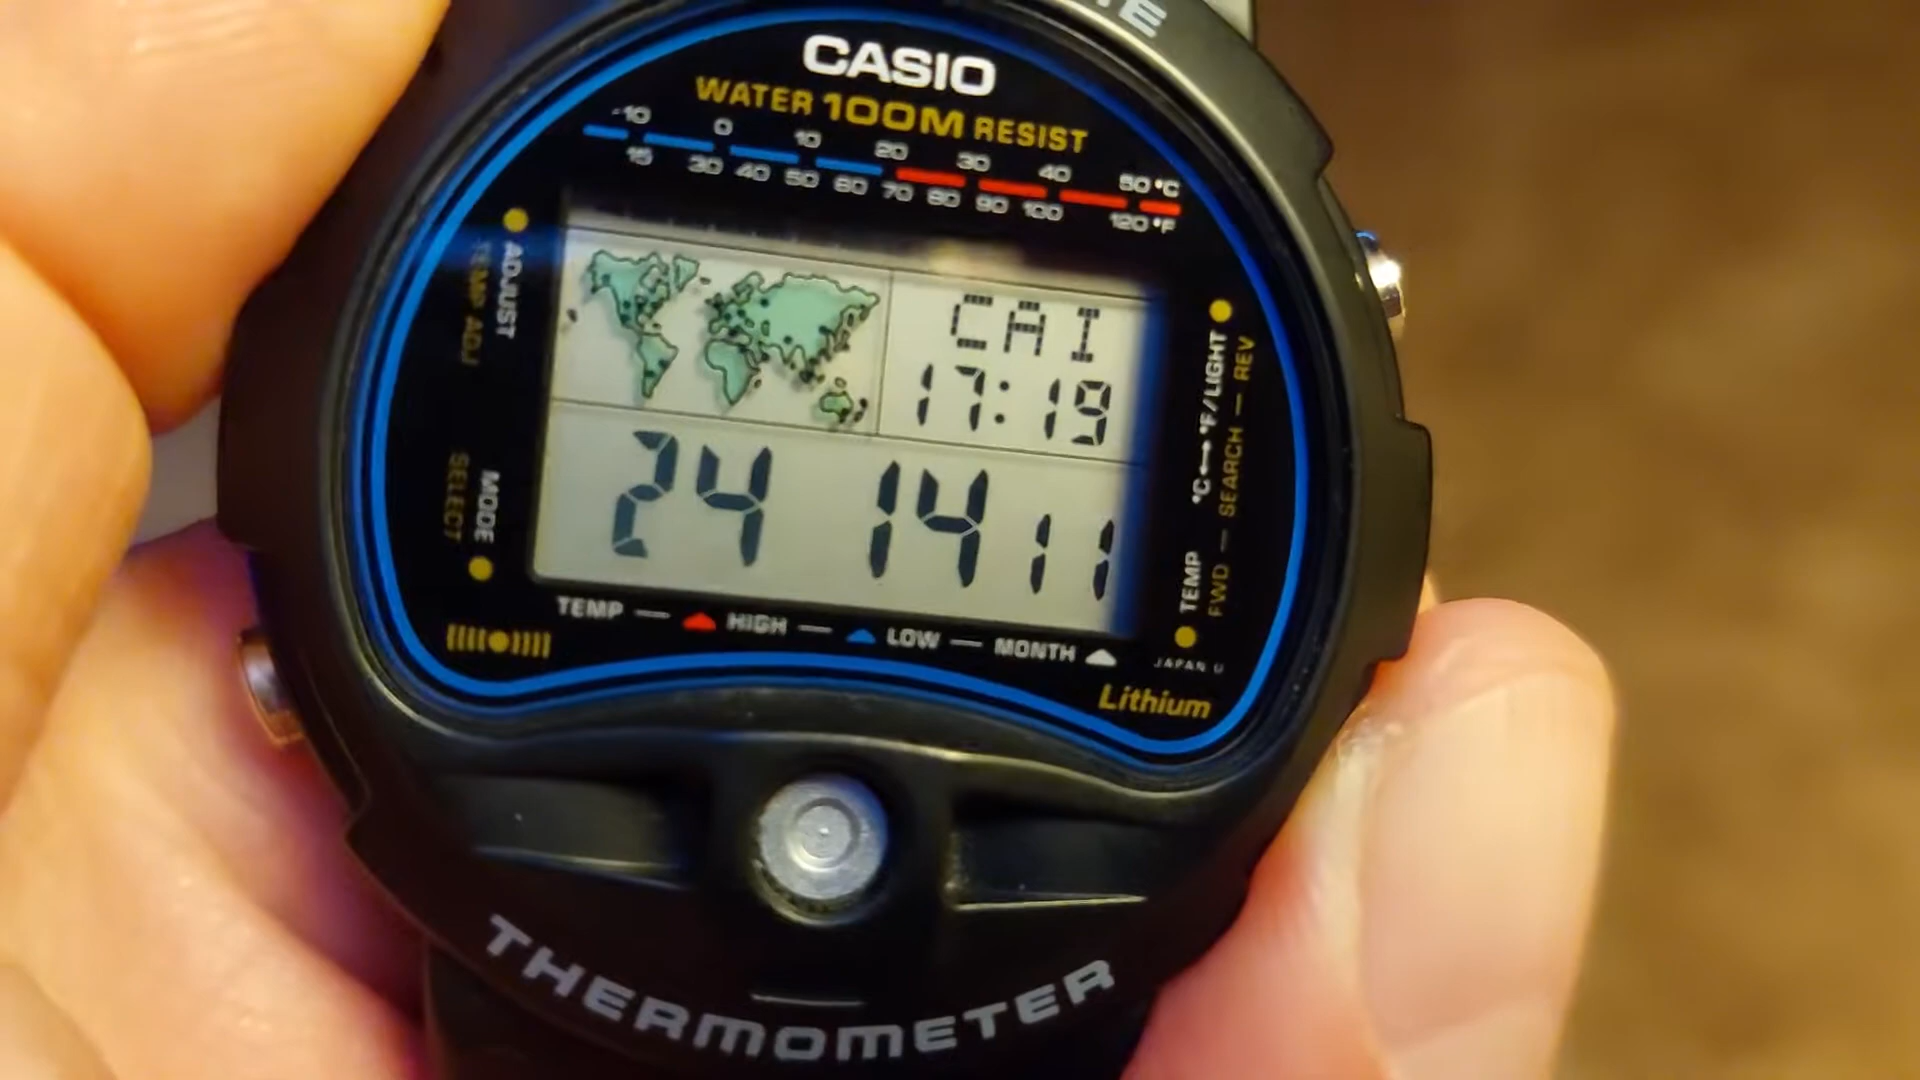 TE
CASIO
WATER 100M RESIST
-10 0 10 20 30 40 50 °C
15 30 40 50 60 70 80 90 100 120 °F
ADJUST
TEMP ADJ
CAI
17:19
°C↔°F/LIGHT
FWD — SEARCH — REV
24 14 11
MODE
SELECT
TEMP
TEMP — HIGH — LOW — MONTH
JAPAN U
Lithium
THERMOMETER